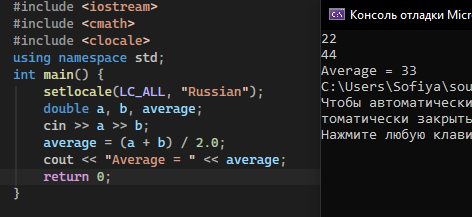 #include <iostream>
#include <cmath>
#include <clocale>
using namespace std;
int main() {
    setlocale(LC_ALL, "Russian");
    double a, b, average;
    cin >> a >> b;
    average = (a + b) / 2.0;
    cout << "Average = " << average;
    return 0;
}
Консоль отладки Micr
22
44
Average = 33
C:\Users\Sofiya\sou
Чтобы автоматически
томатически закрыть
Нажмите любую клави